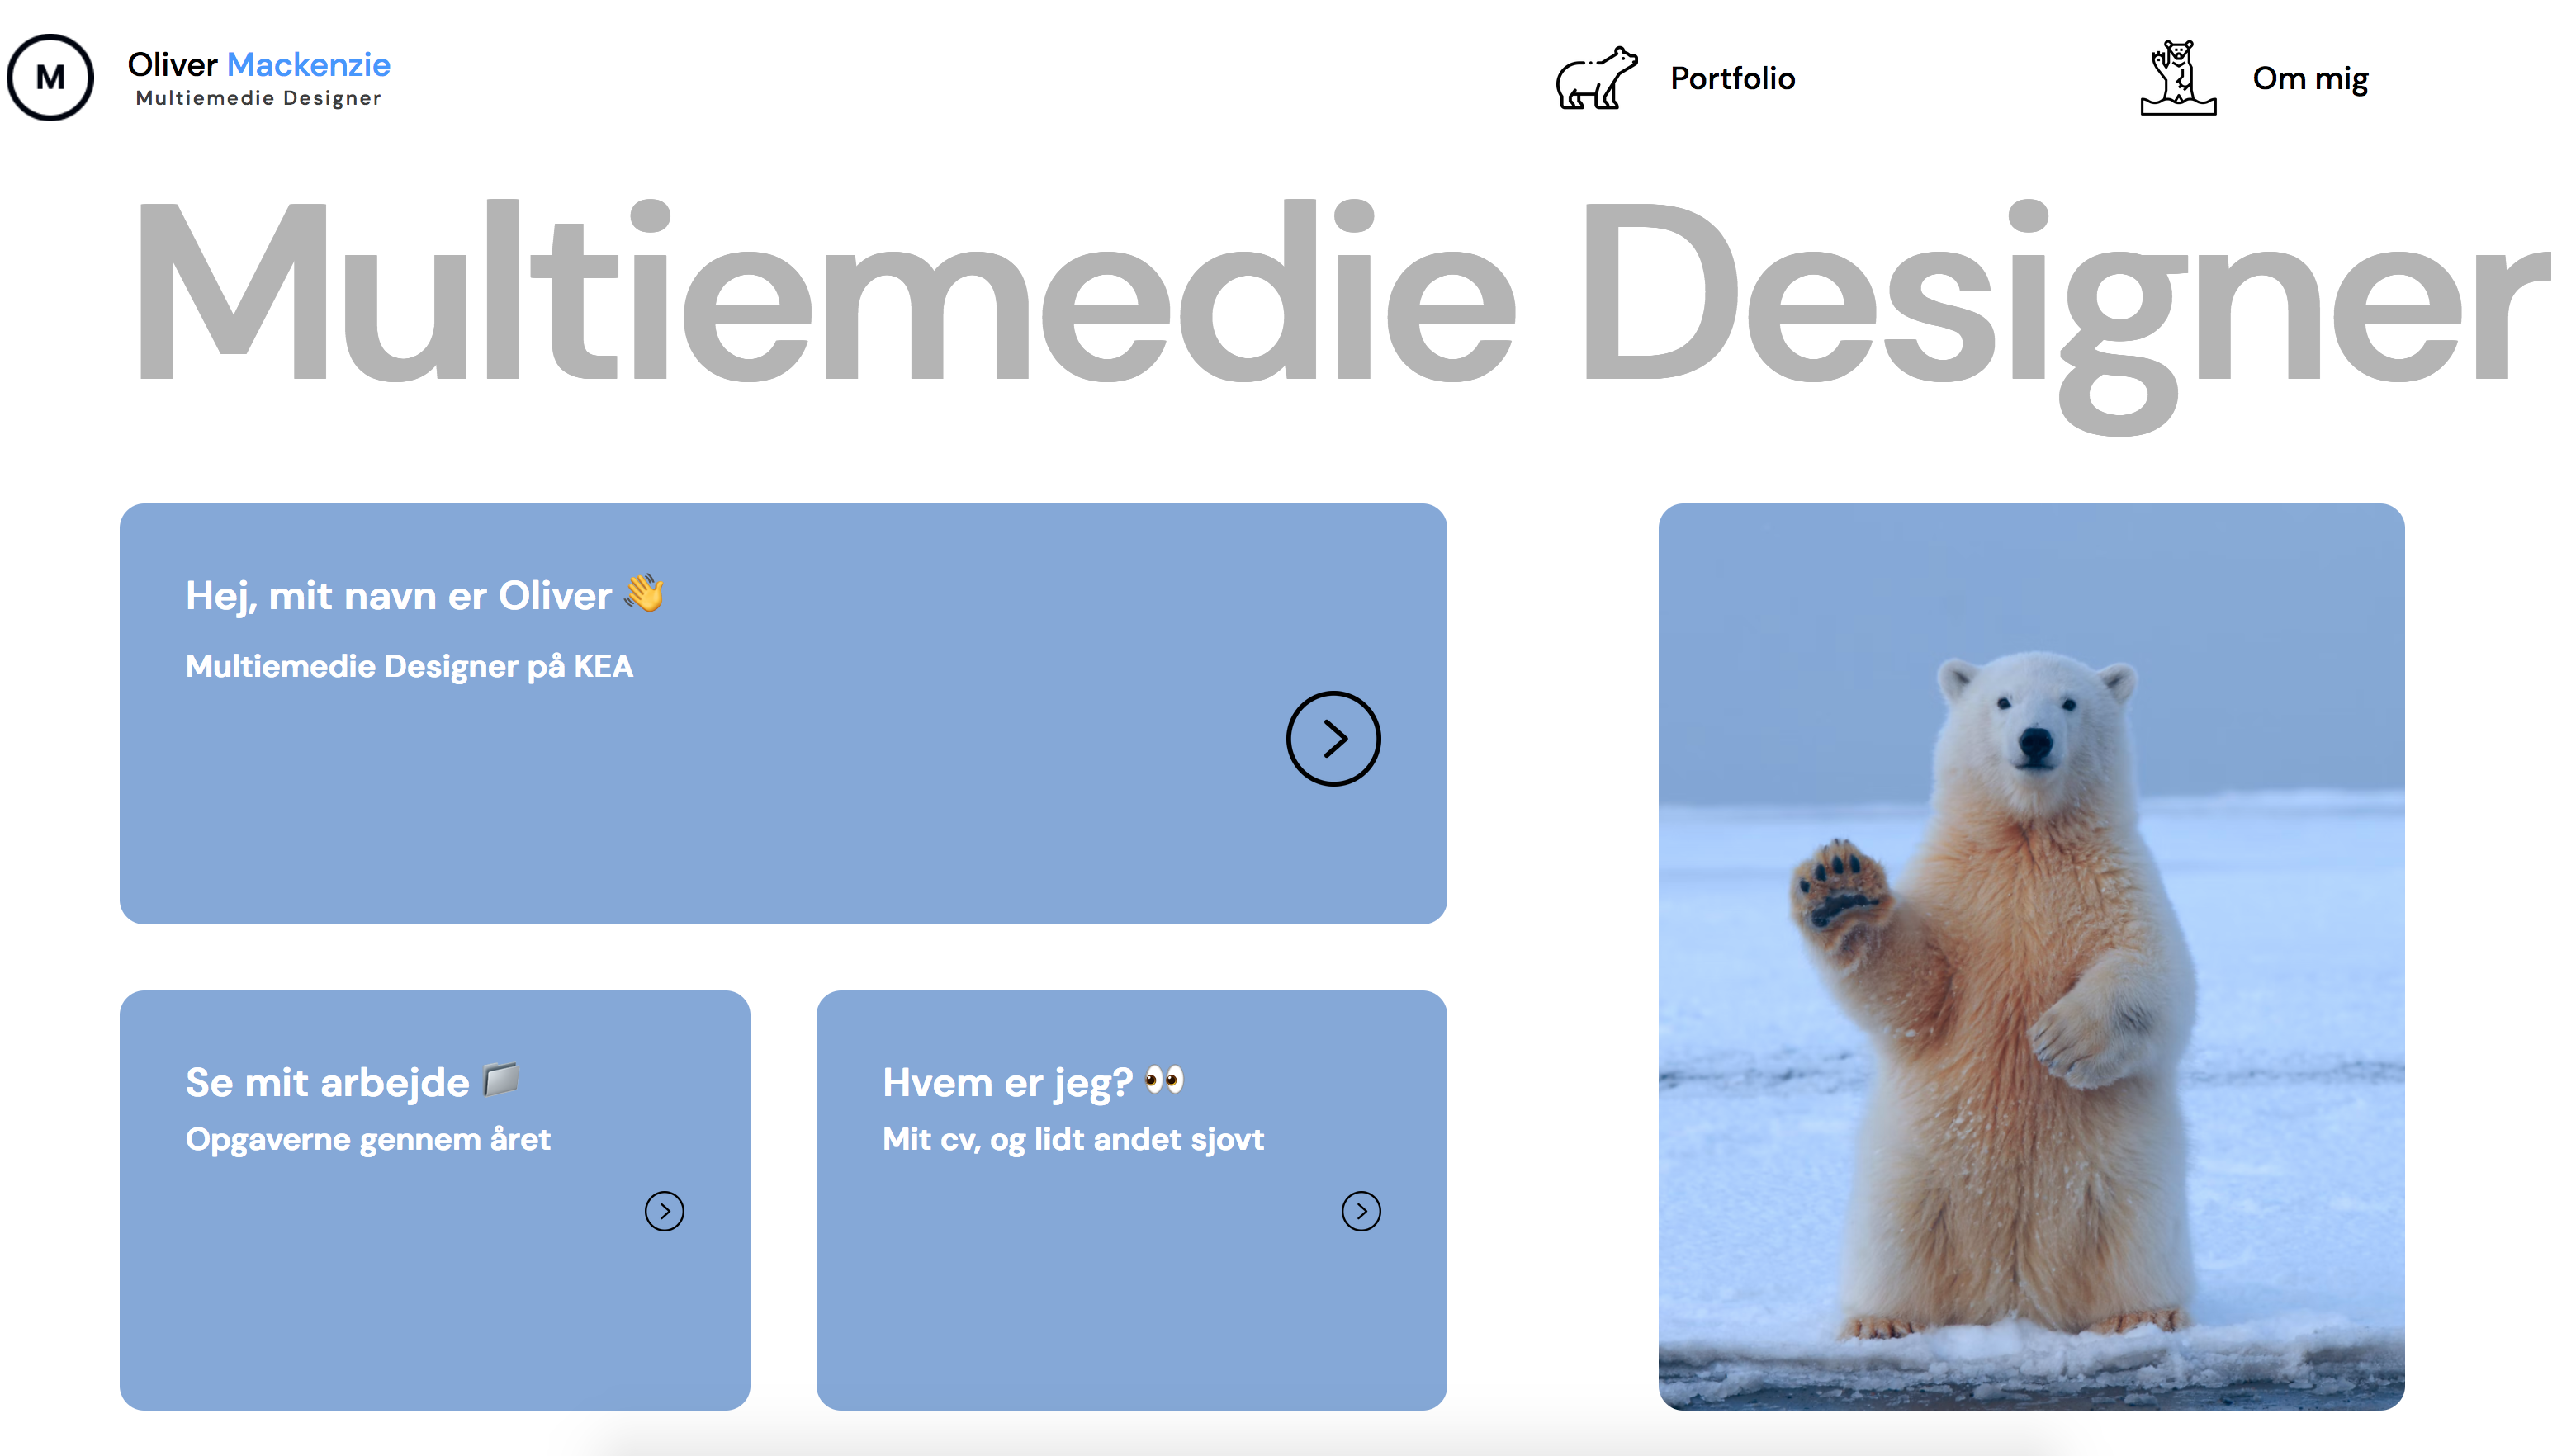 M
Oliver Mackenzie
Multiemedie Designer
Portfolio
Om mig
Multiemedie Designer
Hej, mit navn er Oliver 👋
Multiemedie Designer på KEA
Se mit arbejde 📁
Opgaverne gennem året
Hvem er jeg? 👀
Mit cv, og lidt andet sjovt